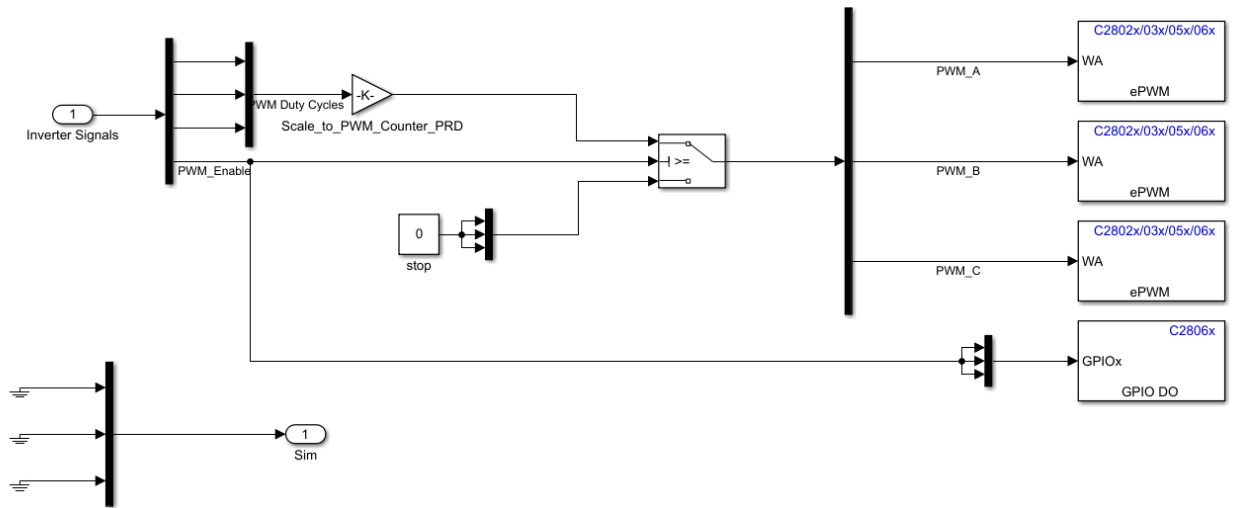 1
Inverter Signals
PWM Duty Cycles
-K-
Scale_to_PWM_Counter_PRD
PWM_Enable
>=
0
stop
PWM_A
C2802x/03x/05x/06x
WA
ePWM
PWM_B
C2802x/03x/05x/06x
WA
ePWM
PWM_C
C2802x/03x/05x/06x
WA
ePWM
C2806x
GPIOx
GPIO DO
1
Sim